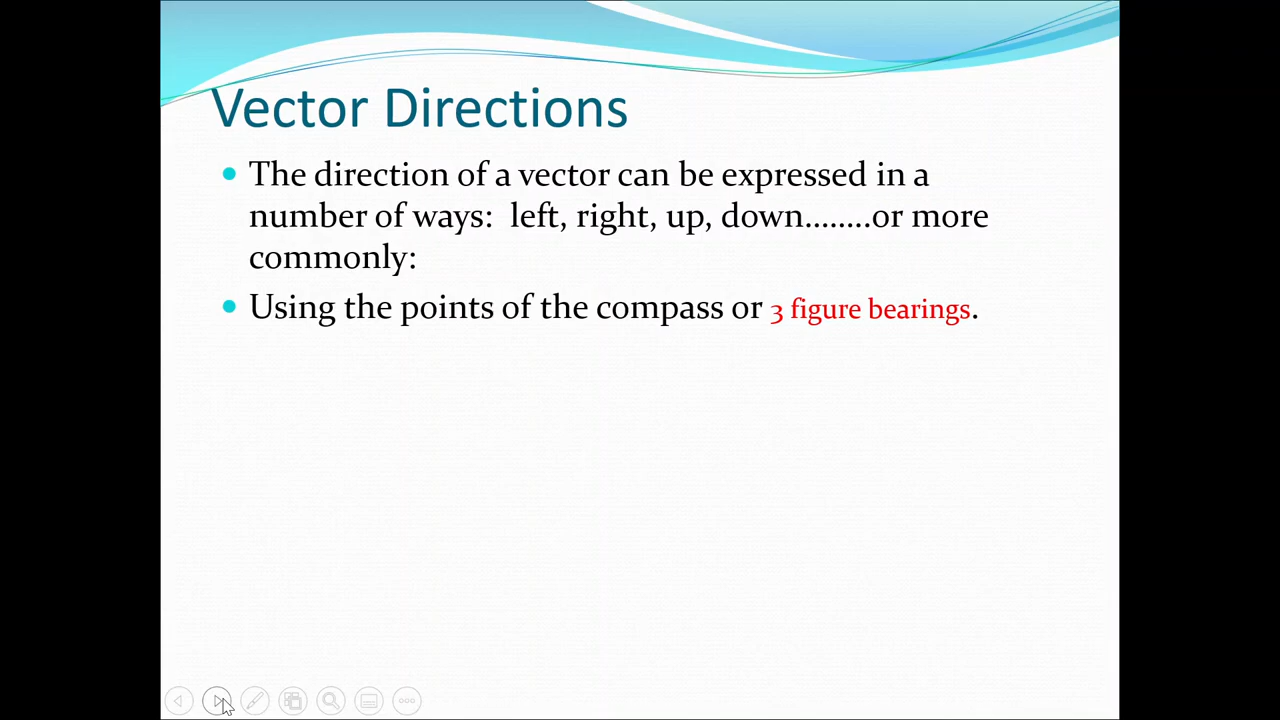 Vector Directions
The direction of a vector can be expressed in a
number of ways:  left, right, up, down........or more
commonly:
Using the points of the compass or 3 figure bearings.